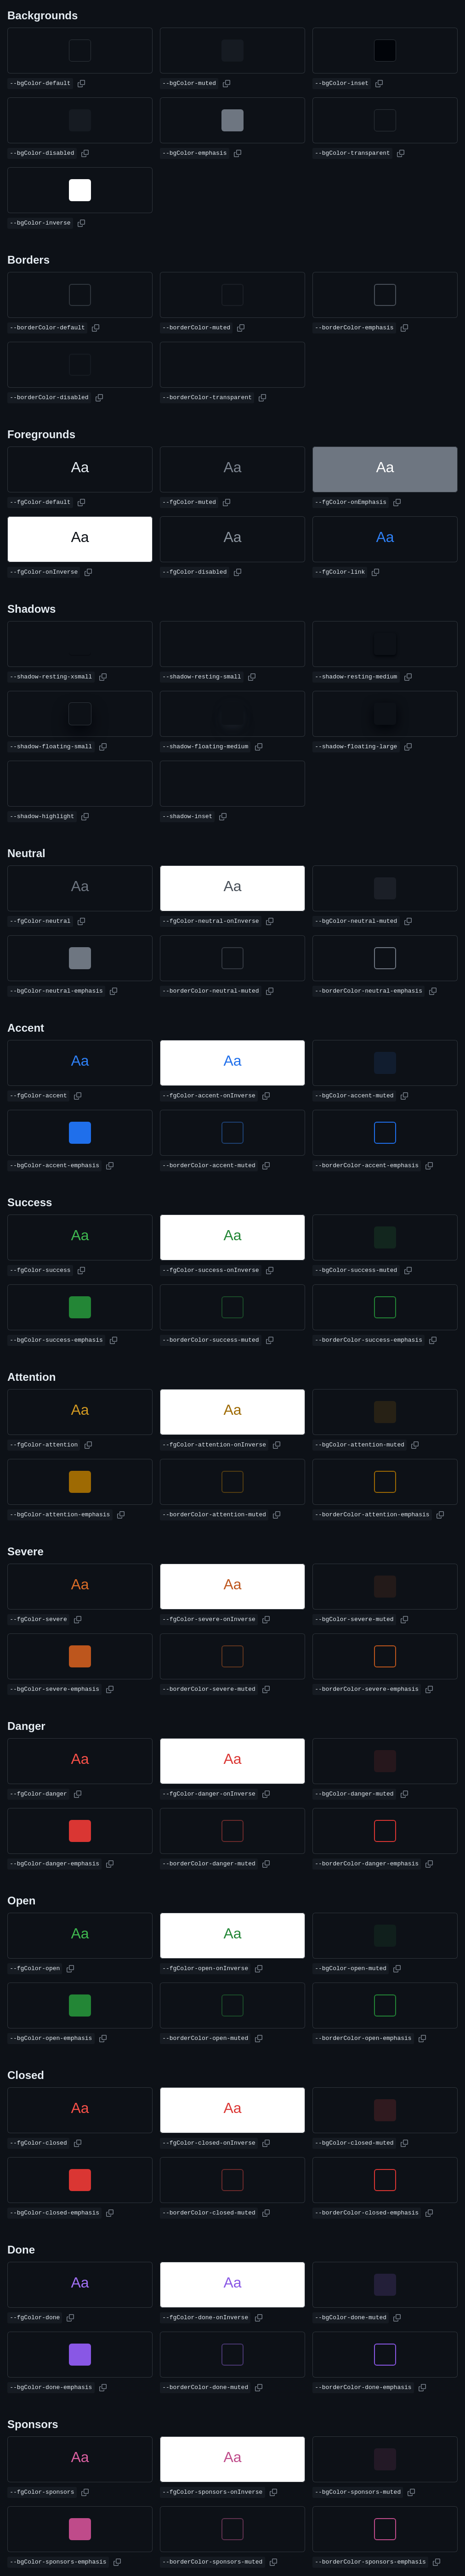 Backgrounds
--bgColor-default --bgColor-muted --bgColor-inset
--bgColor-disabled --bgColor-emphasis --bgColor-transparent
--bgColor-inverse
Borders
--borderColor-default --borderColor-muted --borderColor-emphasis
--borderColor-disabled --borderColor-transparent
Foregrounds
Aa Aa Aa
--fgColor-default --fgColor-muted --fgColor-onEmphasis
Aa Aa Aa
--fgColor-onInverse --fgColor-disabled --fgColor-link
Shadows
--shadow-resting-xsmall --shadow-resting-small --shadow-resting-medium
--shadow-floating-small --shadow-floating-medium --shadow-floating-large
--shadow-highlight --shadow-inset
Neutral
Aa Aa
--fgColor-neutral --fgColor-neutral-onInverse --bgColor-neutral-muted
--bgColor-neutral-emphasis --borderColor-neutral-muted --borderColor-neutral-emphasis
Accent
Aa Aa
--fgColor-accent --fgColor-accent-onInverse --bgColor-accent-muted
--bgColor-accent-emphasis --borderColor-accent-muted --borderColor-accent-emphasis
Success
Aa Aa
--fgColor-success --fgColor-success-onInverse --bgColor-success-muted
--bgColor-success-emphasis --borderColor-success-muted --borderColor-success-emphasis
Attention
Aa Aa
--fgColor-attention --fgColor-attention-onInverse --bgColor-attention-muted
--bgColor-attention-emphasis --borderColor-attention-muted --borderColor-attention-emphasis
Severe
Aa Aa
--fgColor-severe --fgColor-severe-onInverse --bgColor-severe-muted
--bgColor-severe-emphasis --borderColor-severe-muted --borderColor-severe-emphasis
Danger
Aa Aa
--fgColor-danger --fgColor-danger-onInverse --bgColor-danger-muted
--bgColor-danger-emphasis --borderColor-danger-muted --borderColor-danger-emphasis
Open
Aa Aa
--fgColor-open --fgColor-open-onInverse --bgColor-open-muted
--bgColor-open-emphasis --borderColor-open-muted --borderColor-open-emphasis
Closed
Aa Aa
--fgColor-closed --fgColor-closed-onInverse --bgColor-closed-muted
--bgColor-closed-emphasis --borderColor-closed-muted --borderColor-closed-emphasis
Done
Aa Aa
--fgColor-done --fgColor-done-onInverse --bgColor-done-muted
--bgColor-done-emphasis --borderColor-done-muted --borderColor-done-emphasis
Sponsors
Aa Aa
--fgColor-sponsors --fgColor-sponsors-onInverse --bgColor-sponsors-muted
--bgColor-sponsors-emphasis --borderColor-sponsors-muted --borderColor-sponsors-emphasis